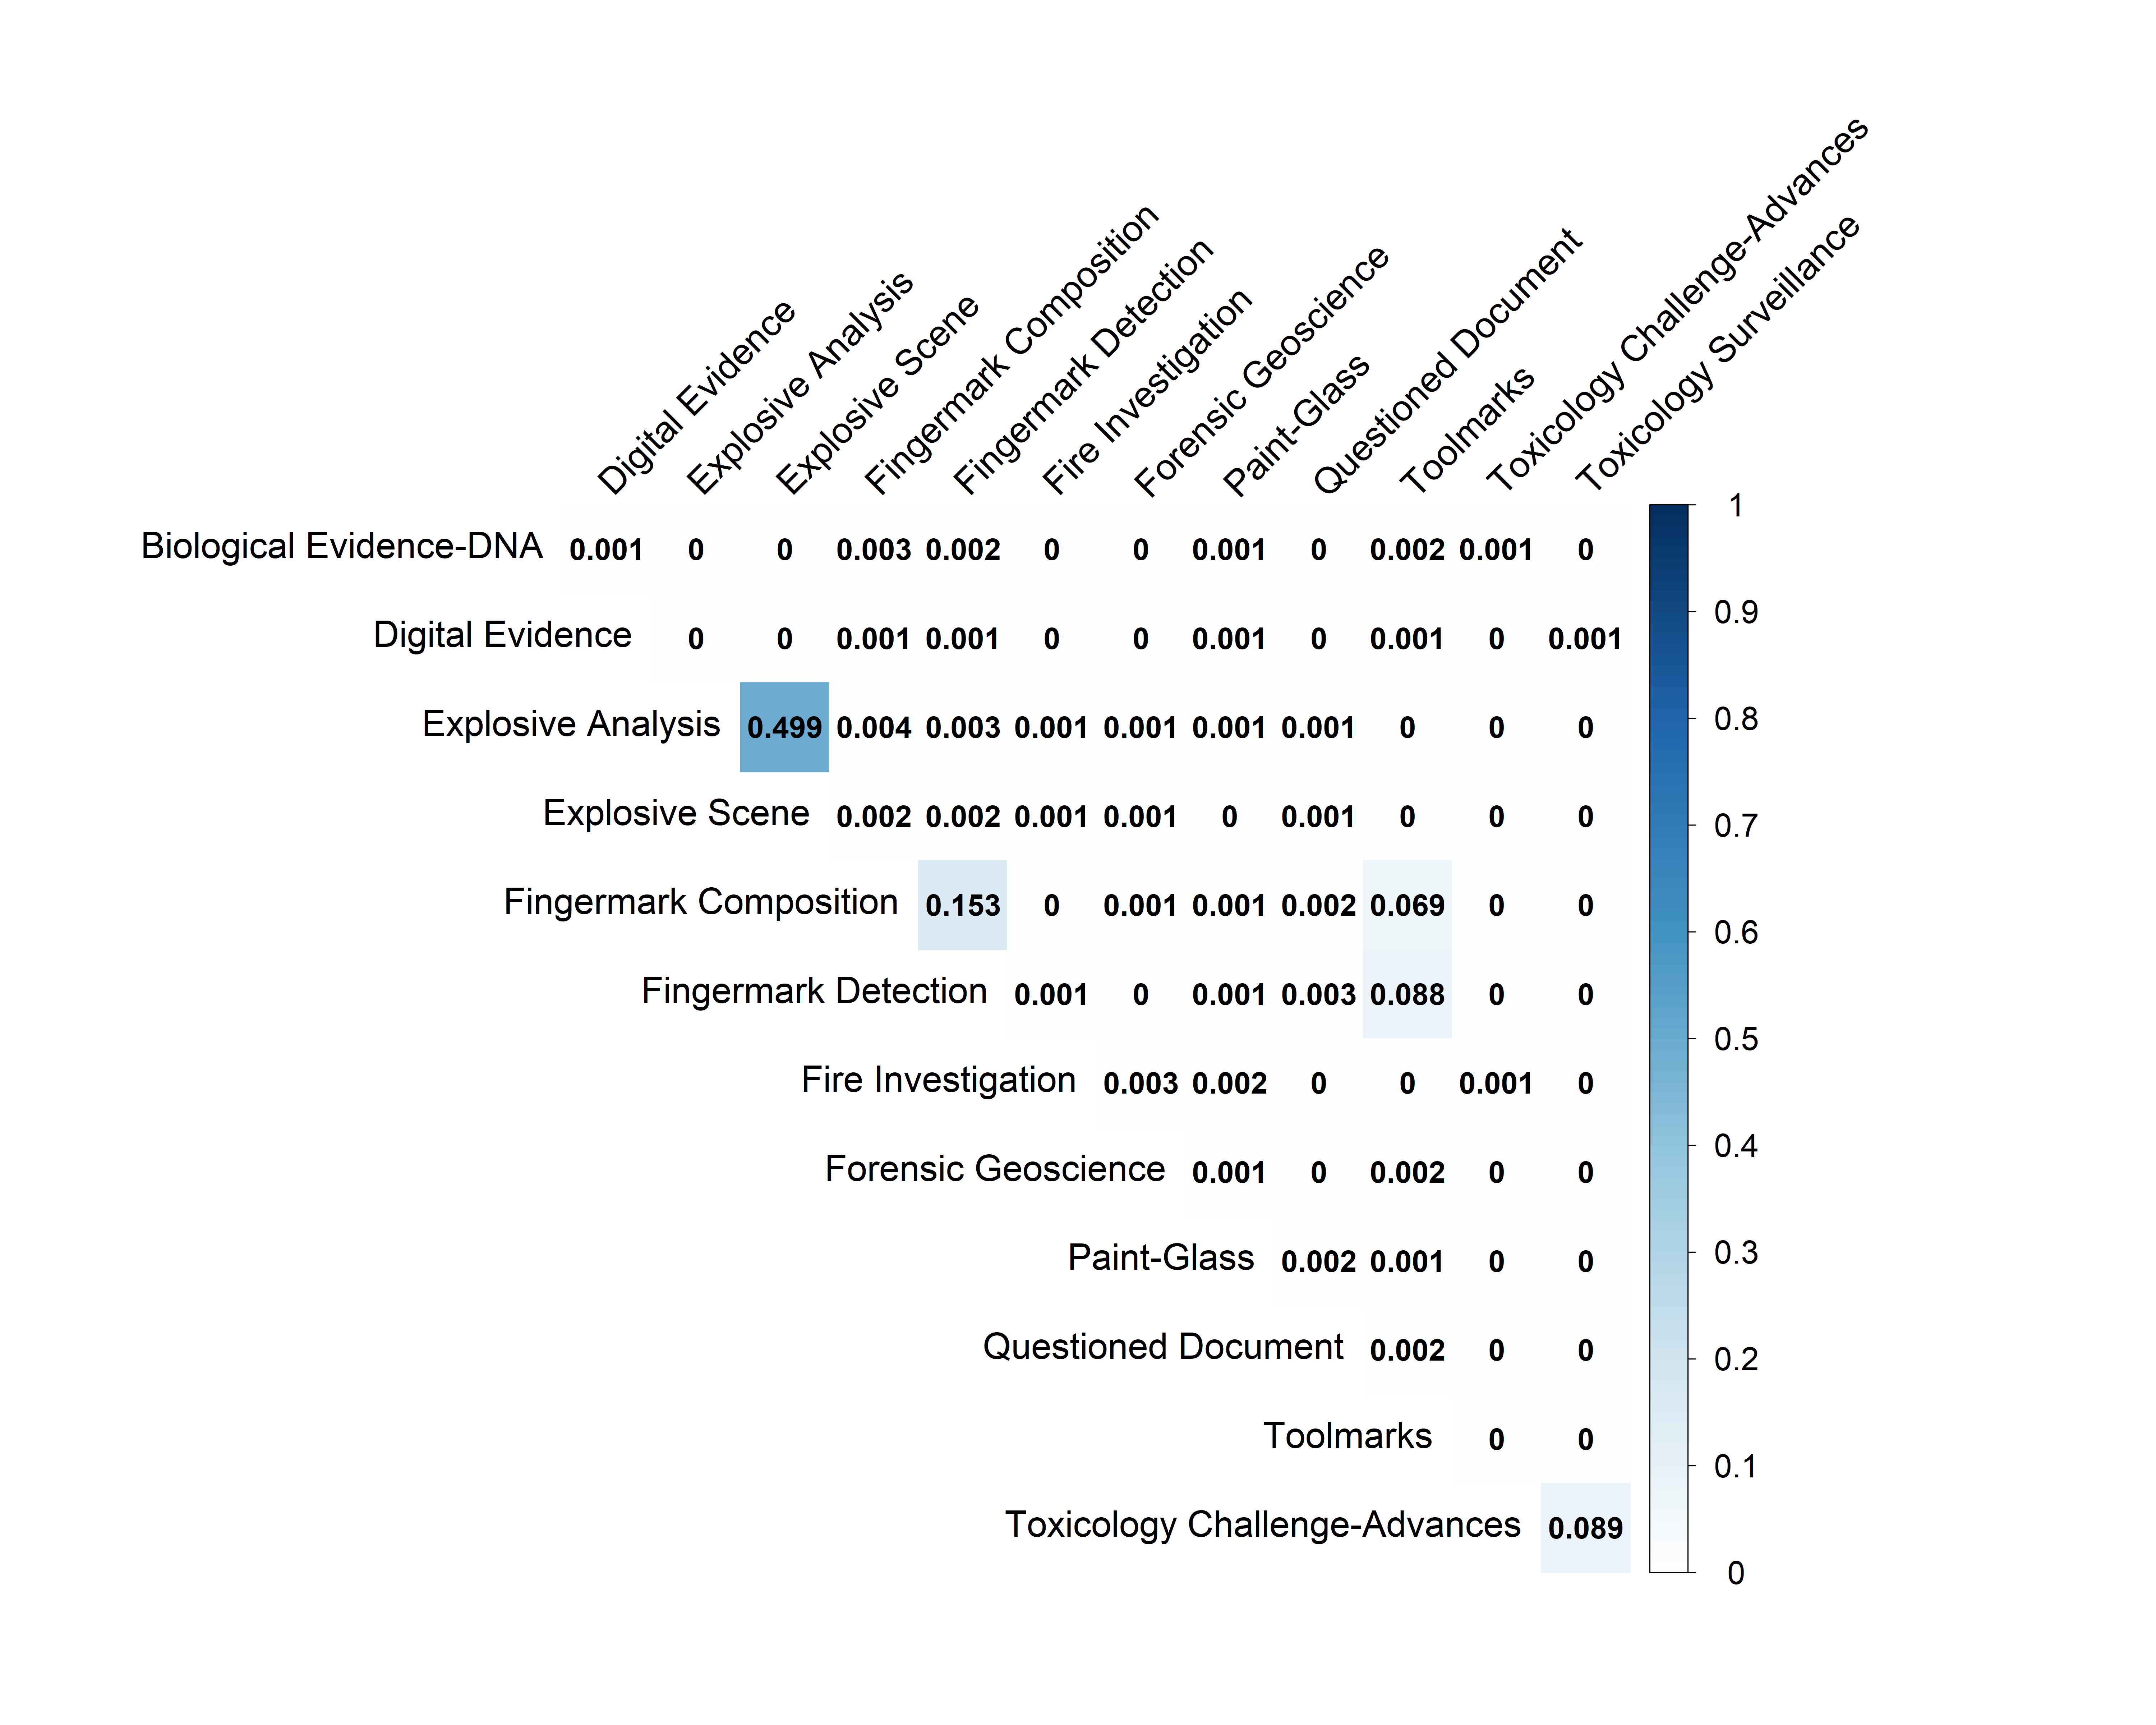 Digital Evidence
Explosive Analysis
Explosive Scene
Fingermark Composition
Fingermark Detection
Fire Investigation
Forensic Geoscience
Paint-Glass
Questioned Document
Toolmarks
Toxicology Challenge-Advances
Toxicology Surveillance
Biological Evidence-DNA 0.001 0 0 0.003 0.002 0 0 0.001 0 0.002 0.001 0
Digital Evidence 0 0 0.001 0.001 0 0 0.001 0 0.001 0 0.001
Explosive Analysis 0.499 0.004 0.003 0.001 0.001 0.001 0.001 0 0 0
Explosive Scene 0.002 0.002 0.001 0.001 0 0.001 0 0 0
Fingermark Composition 0.153 0 0.001 0.001 0.002 0.069 0 0
Fingermark Detection 0.001 0 0.001 0.003 0.088 0 0
Fire Investigation 0.003 0.002 0 0 0.001 0
Forensic Geoscience 0.001 0 0.002 0 0
Paint-Glass 0.002 0.001 0 0
Questioned Document 0.002 0 0
Toolmarks 0 0
Toxicology Challenge-Advances 0.089
1
0.9
0.8
0.7
0.6
0.5
0.4
0.3
0.2
0.1
0